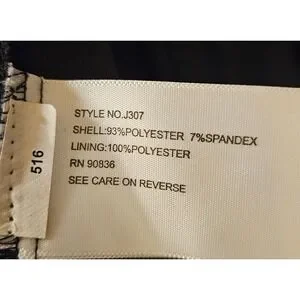 STYLE NO.J307
SHELL:93%POLYESTER 7%SPANDEX
LINING:100%POLYESTER
RN 90836
SEE CARE ON REVERSE
516